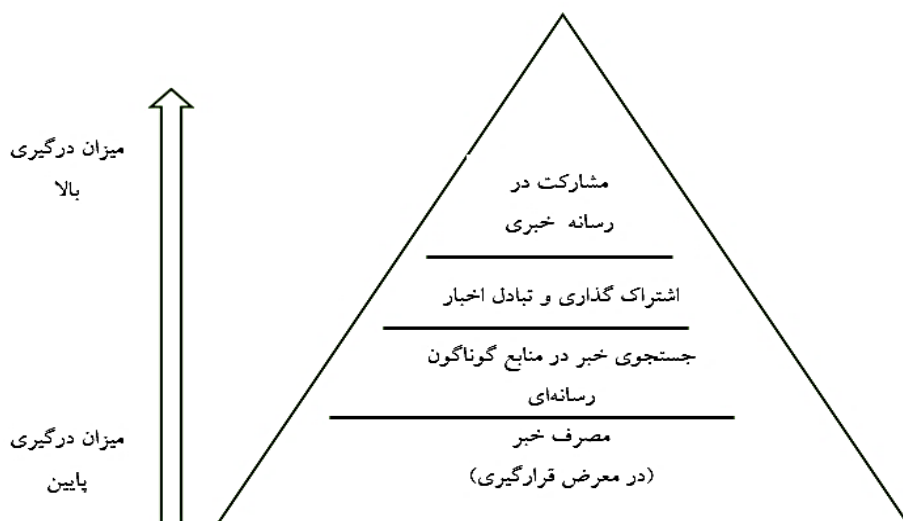 میزان درگیری
بالا
مشارکت در
رسانه خبری
اشتراک گذاری و تبادل اخبار
جستجوی خبر در منابع گوناگون
رسانه‌ای
میزان درگیری
پایین
مصرف خبر
(در معرض قرارگیری)